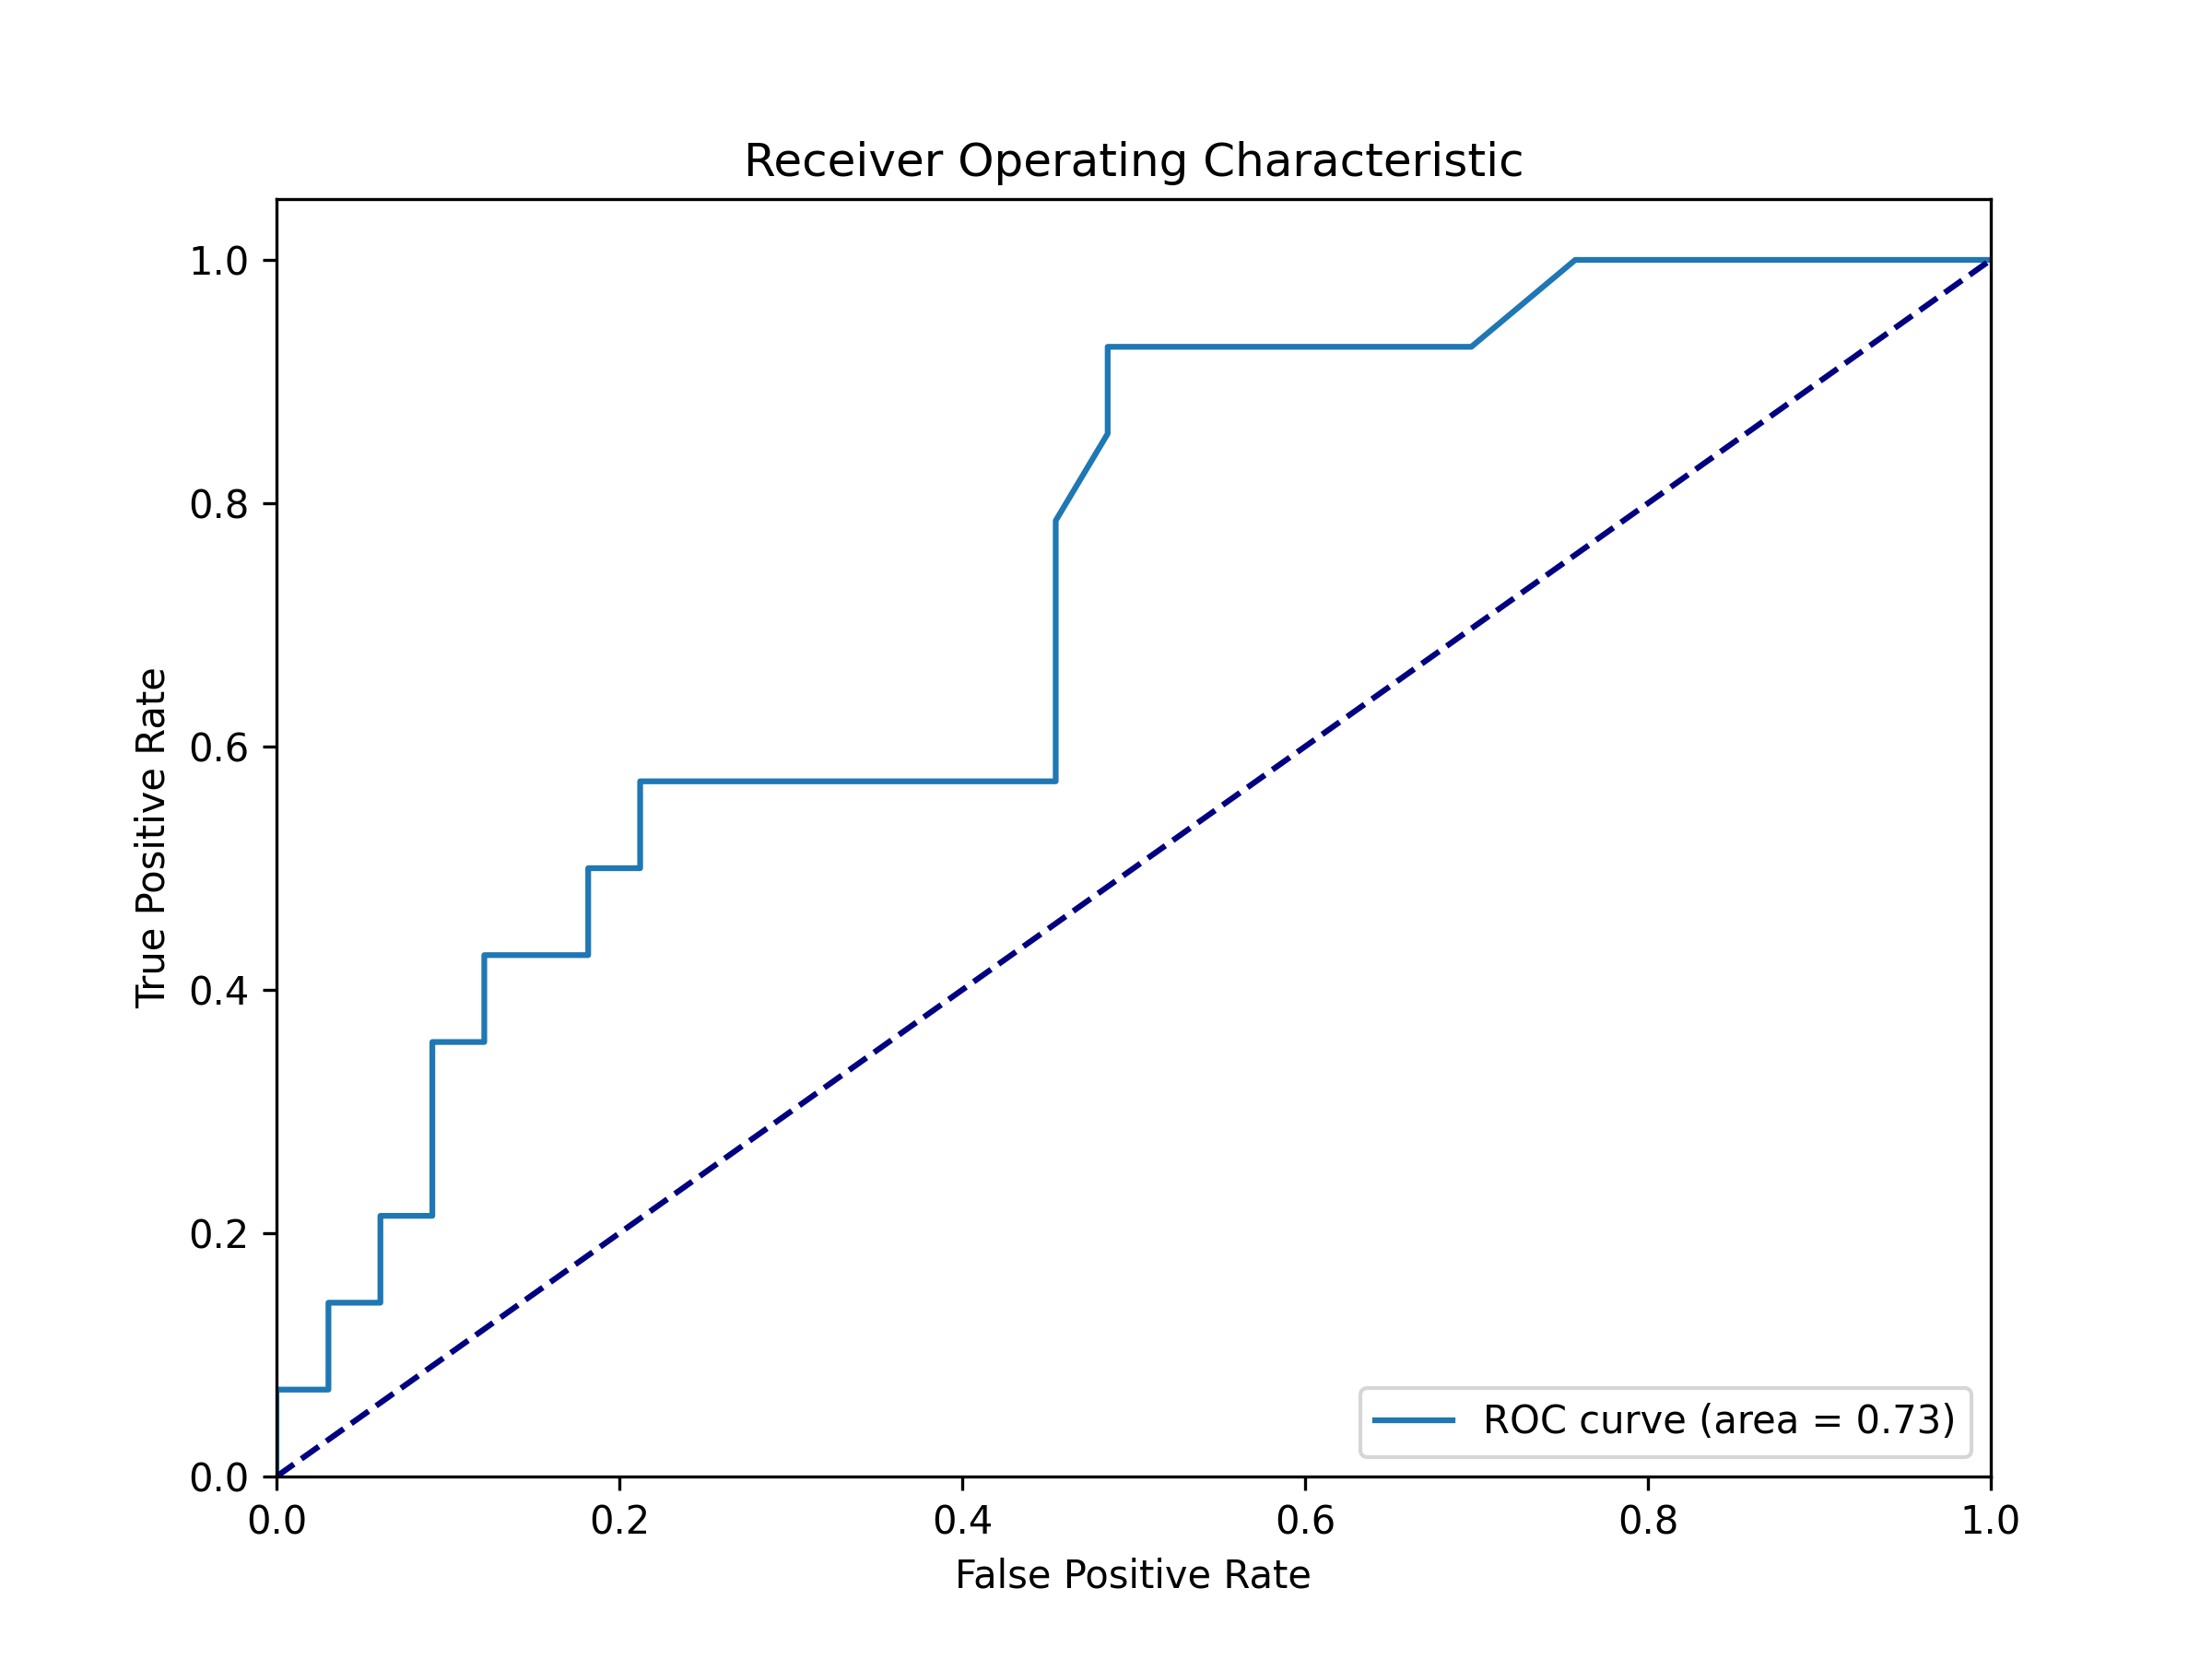 Receiver Operating Characteristic
1.0
0.8
0.6
0.4
0.2
0.0
True Positive Rate
ROC curve (area = 0.73)
0.0 0.2 0.4 0.6 0.8 1.0
False Positive Rate